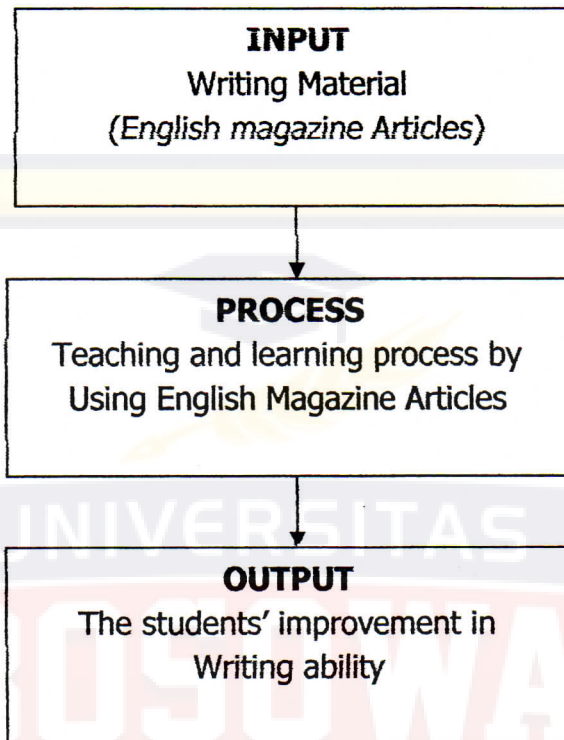 INPUT
Writing Material
(English magazine Articles)
PROCESS
Teaching and learning process by
Using English Magazine Articles
UNIVERSITAS
OUTPUT
The students' improvement in
Writing ability
BOSOWA